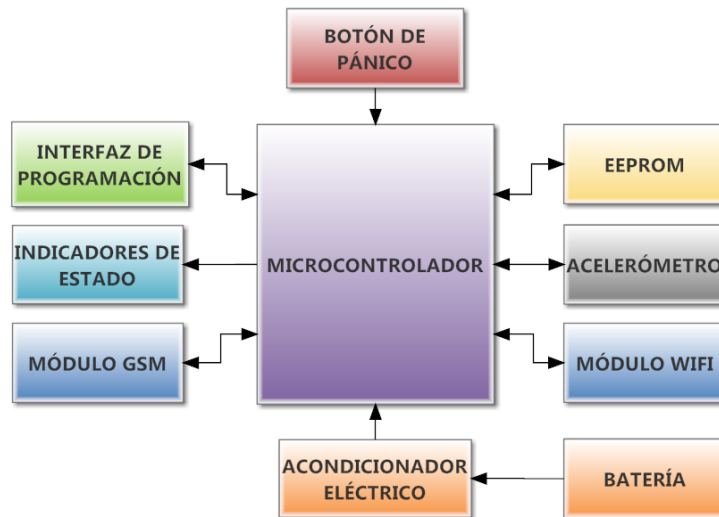 BOTÓN DE
PÁNICO
INTERFAZ DE
PROGRAMACIÓN
EEPROM
INDICADORES DE
ESTADO
MICROCONTROLADOR
ACELERÓMETRO
MÓDULO GSM
MÓDULO WIFI
ACONDICIONADOR
ELÉCTRICO
BATERÍA